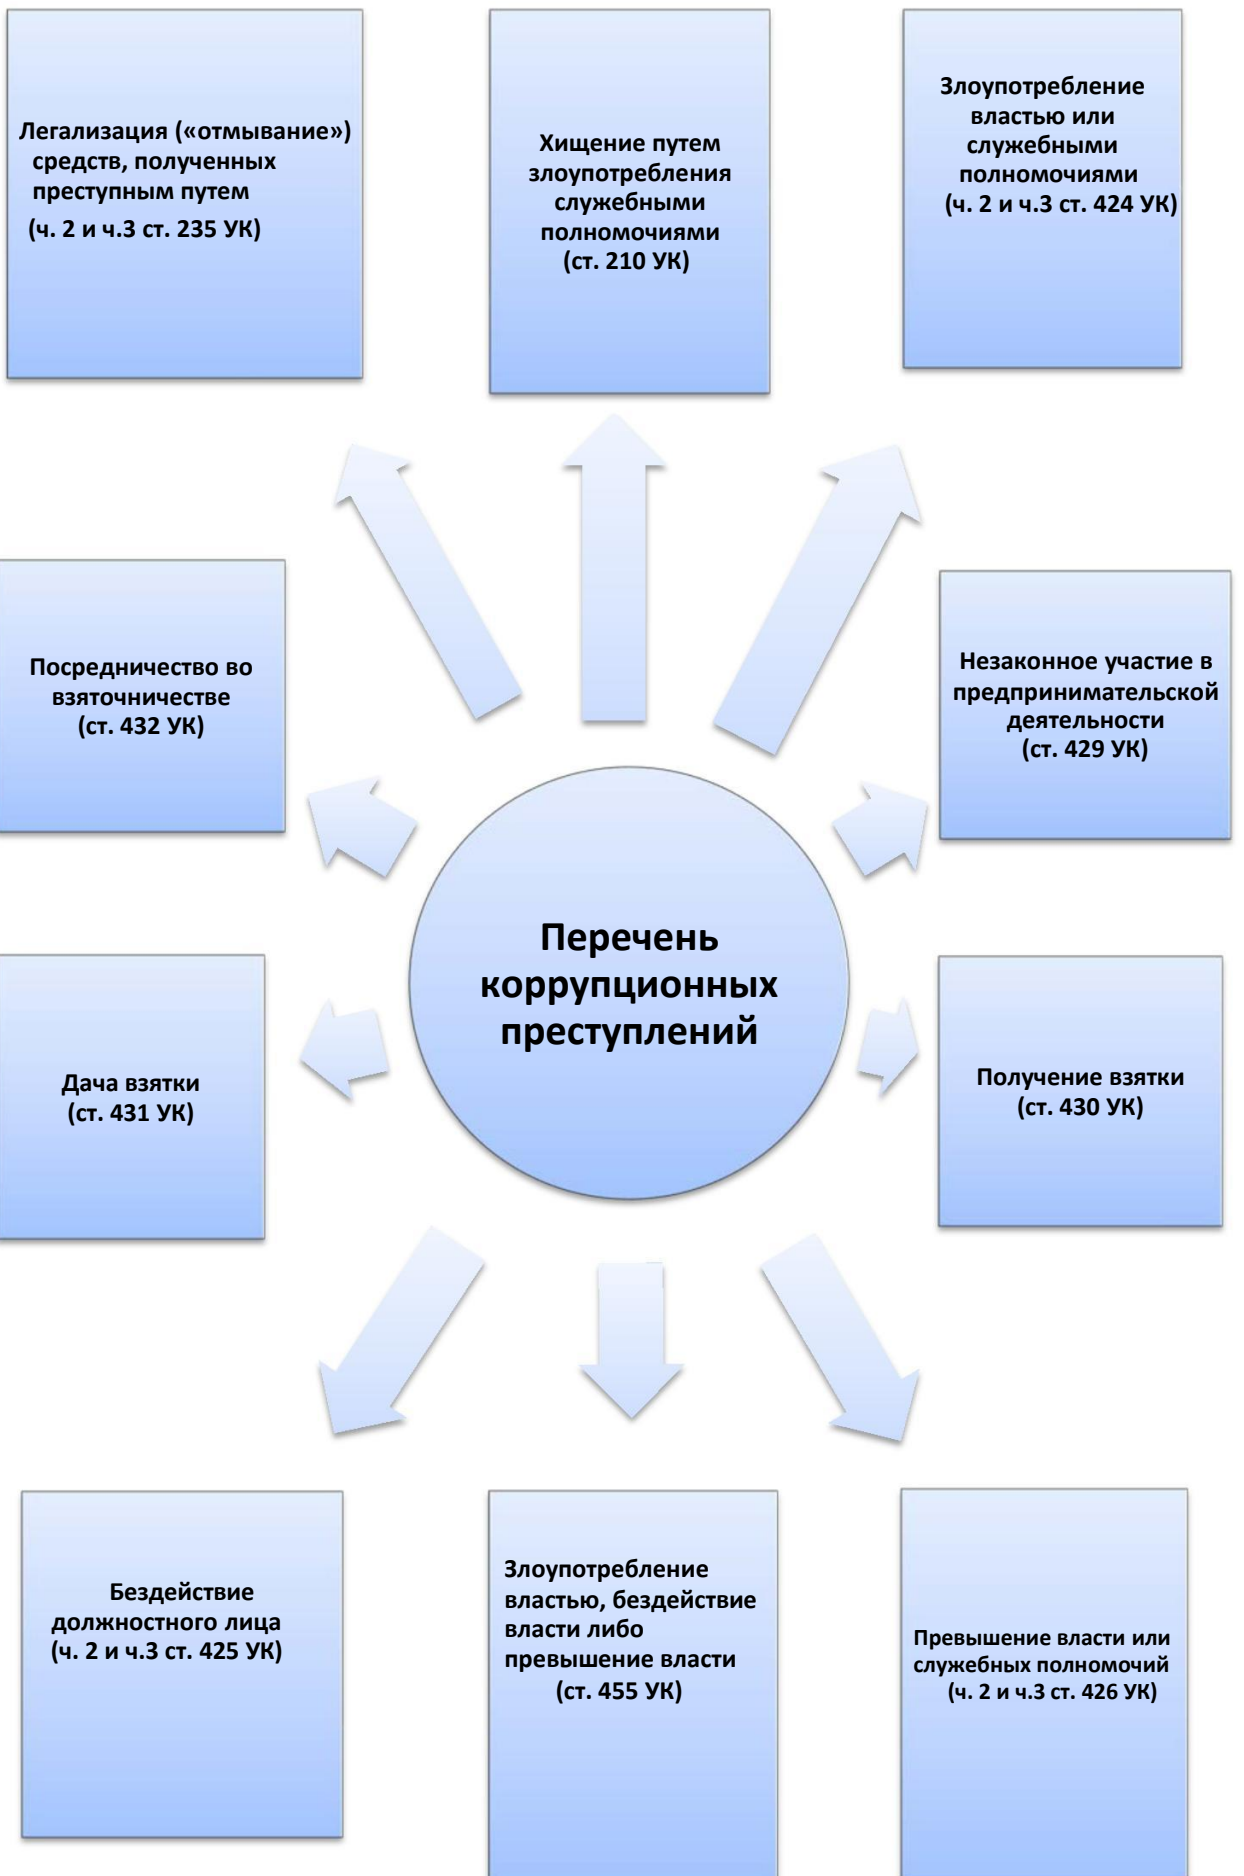 Легализация («отмывание»)
средств, полученных
преступным путем
(ч. 2 и ч.3 ст. 235 УК)
Хищение путем
злоупотребления
служебными
полномочиями
(ст. 210 УК)
Злоупотребление
властью или
служебными
полномочиями
(ч. 2 и ч.3 ст. 424 УК)
Посредничество во
взяточничестве
(ст. 432 УК)
Незаконное участие в
предпринимательской
деятельности
(ст. 429 УК)
Перечень
коррупционных
преступлений
Дача взятки
(ст. 431 УК)
Получение взятки
(ст. 430 УК)
Бездействие
должностного лица
(ч. 2 и ч.3 ст. 425 УК)
Злоупотребление
властью, бездействие
власти либо
превышение власти
(ст. 455 УК)
Превышение власти или
служебных полномочий
(ч. 2 и ч.3 ст. 426 УК)